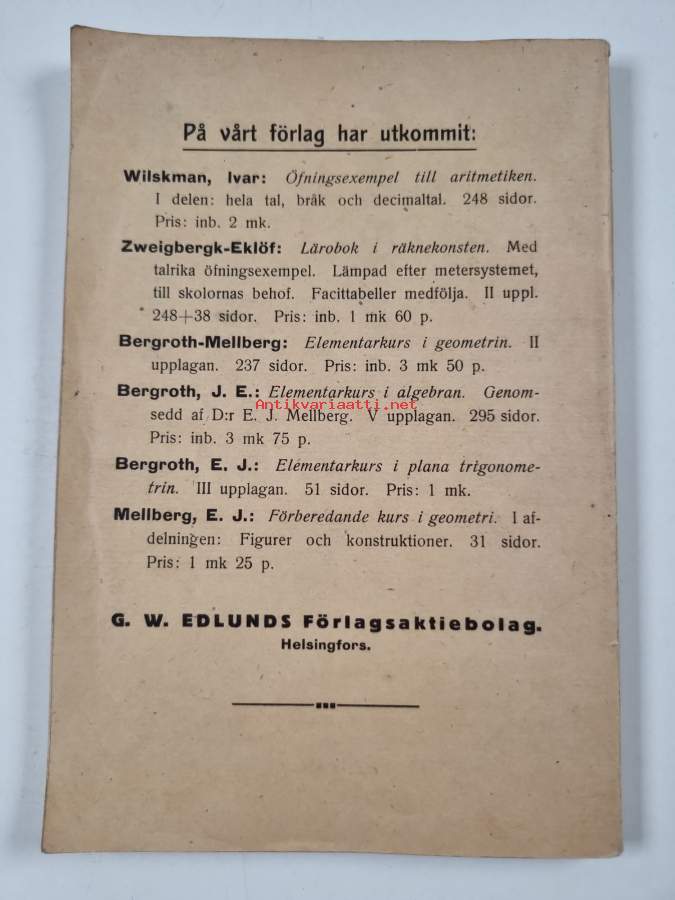 På vårt förlag har utkommit:
Wilskman, Ivar: Öfningsexempel till aritmetiken.
I delen: hela tal, bråk och decimaltal. 248 sidor.
Pris: inb. 2 mk.
Zweigbergk-Eklöf: Lärobok i räknekonsten. Med
talrika öfningsexempel. Lämpad efter metersystemet,
till skolornas behof. Facittabeller medfölja. II uppl.
248+38 sidor. Pris: inb. 1 mk 60 p.
Bergroth-Mellberg: Elementarkurs i geometrin. II
upplagan. 237 sidor. Pris: inb. 3 mk 50 p.
Bergroth, J. E.: Elementarkurs i algebran. Genom-
Antikvariaatti.net
sedd af D:r E. J. Mellberg. V upplagan. 295 sidor.
Pris: inb. 3 mk 75 p.
Bergroth, E. J.: Elementarkurs i plana trigonome-
trin. III upplagan. 51 sidor. Pris: 1 mk.
Mellberg, E. J.: Förberedande kurs i geometri. I af-
delningen: Figurer och konstruktioner. 31 sidor.
Pris: 1 mk 25 p.
G. W. EDLUNDS Förlagsaktiebolag.
Helsingfors.